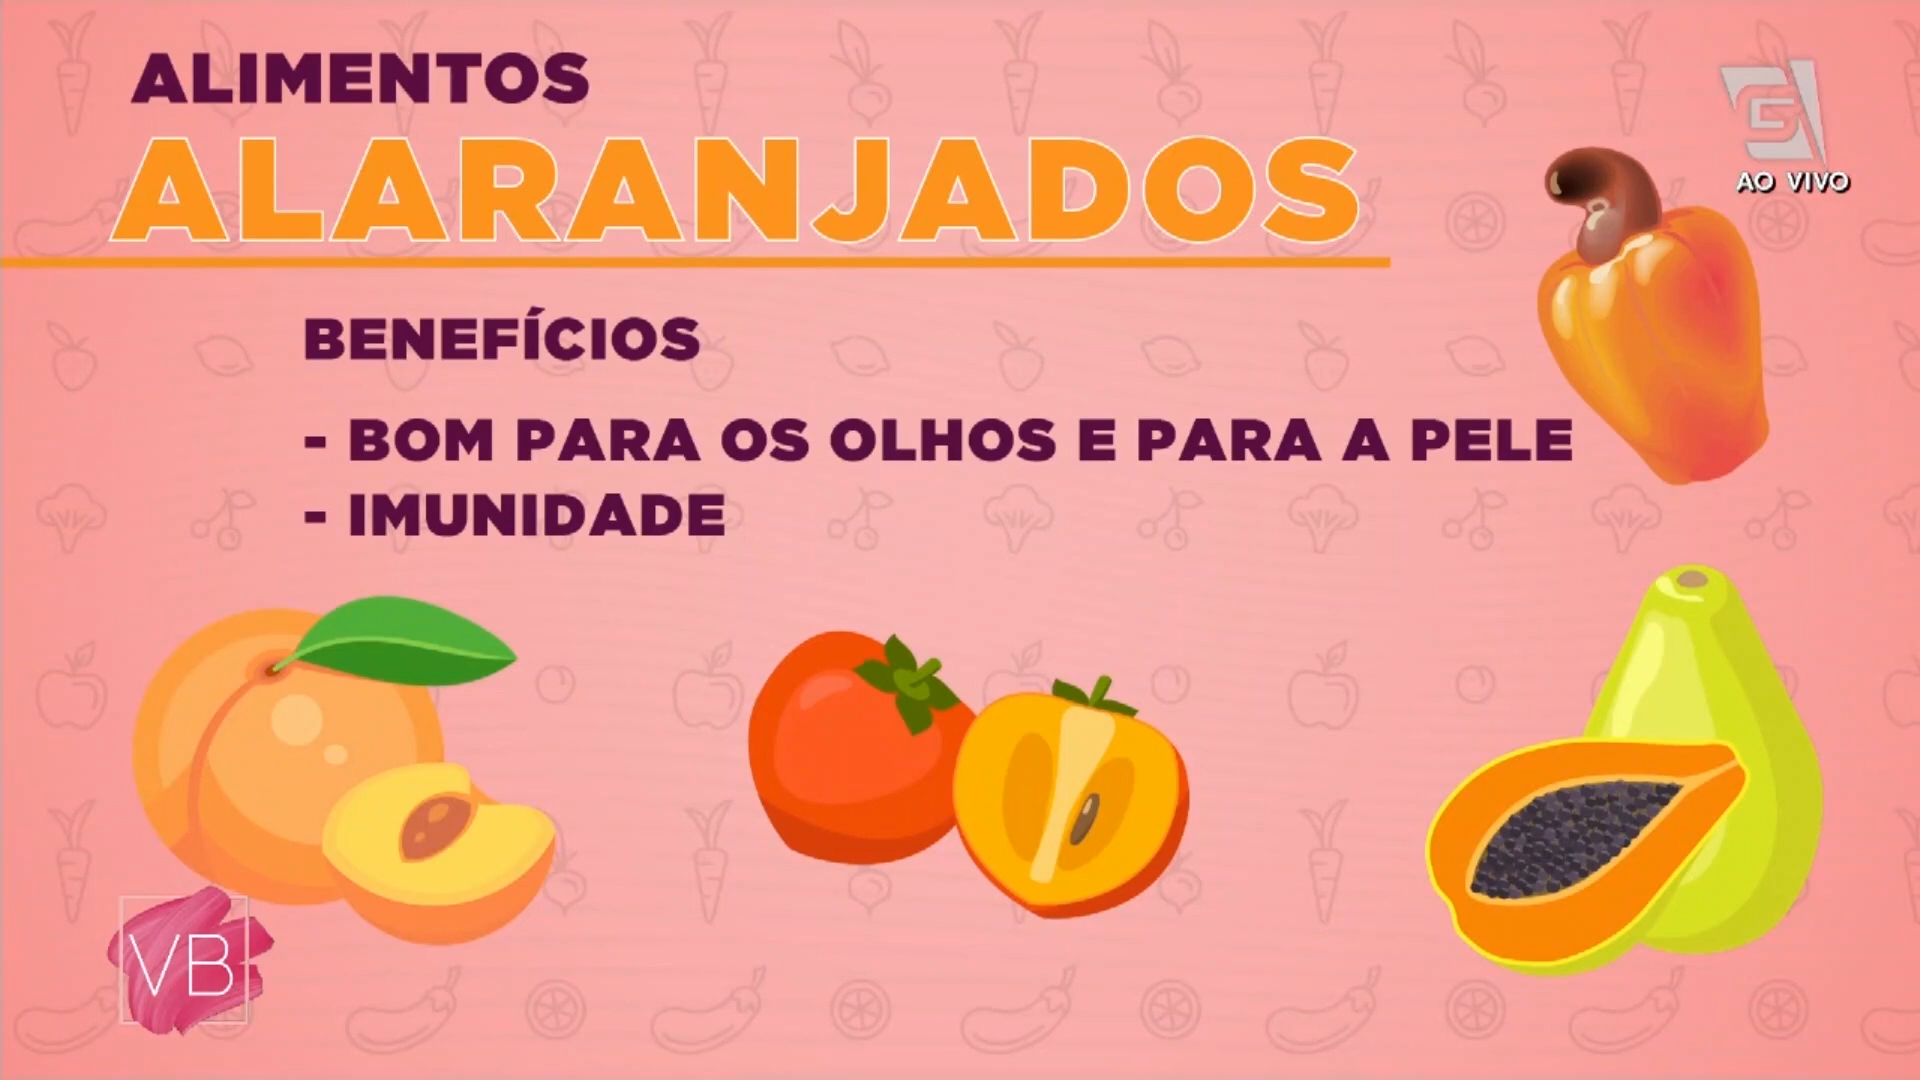 ALIMENTOS
ALARANJADOS
AO VIVO
BENEFÍCIOS
- BOM PARA OS OLHOS E PARA A PELE
- IMUNIDADE
VB